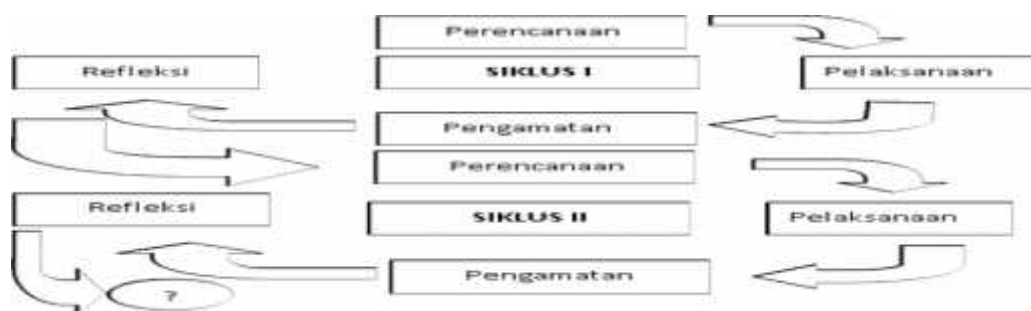 Perencanaan
Refleksi
SIKLUS I
Pelaksanaan
Pengamatan
Perencanaan
Refleksi
SIKLUS II
Pelaksanaan
Pengamatan
?